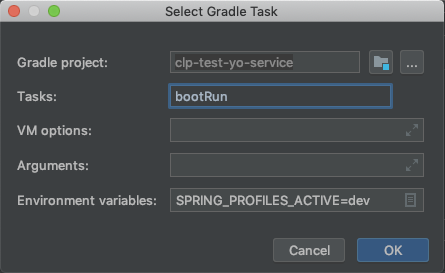 Select Gradle Task
Gradle project: clp-test-yo-service
...
Tasks: bootRun
VM options:
Arguments:
Environment variables: SPRING_PROFILES_ACTIVE=dev
Cancel OK